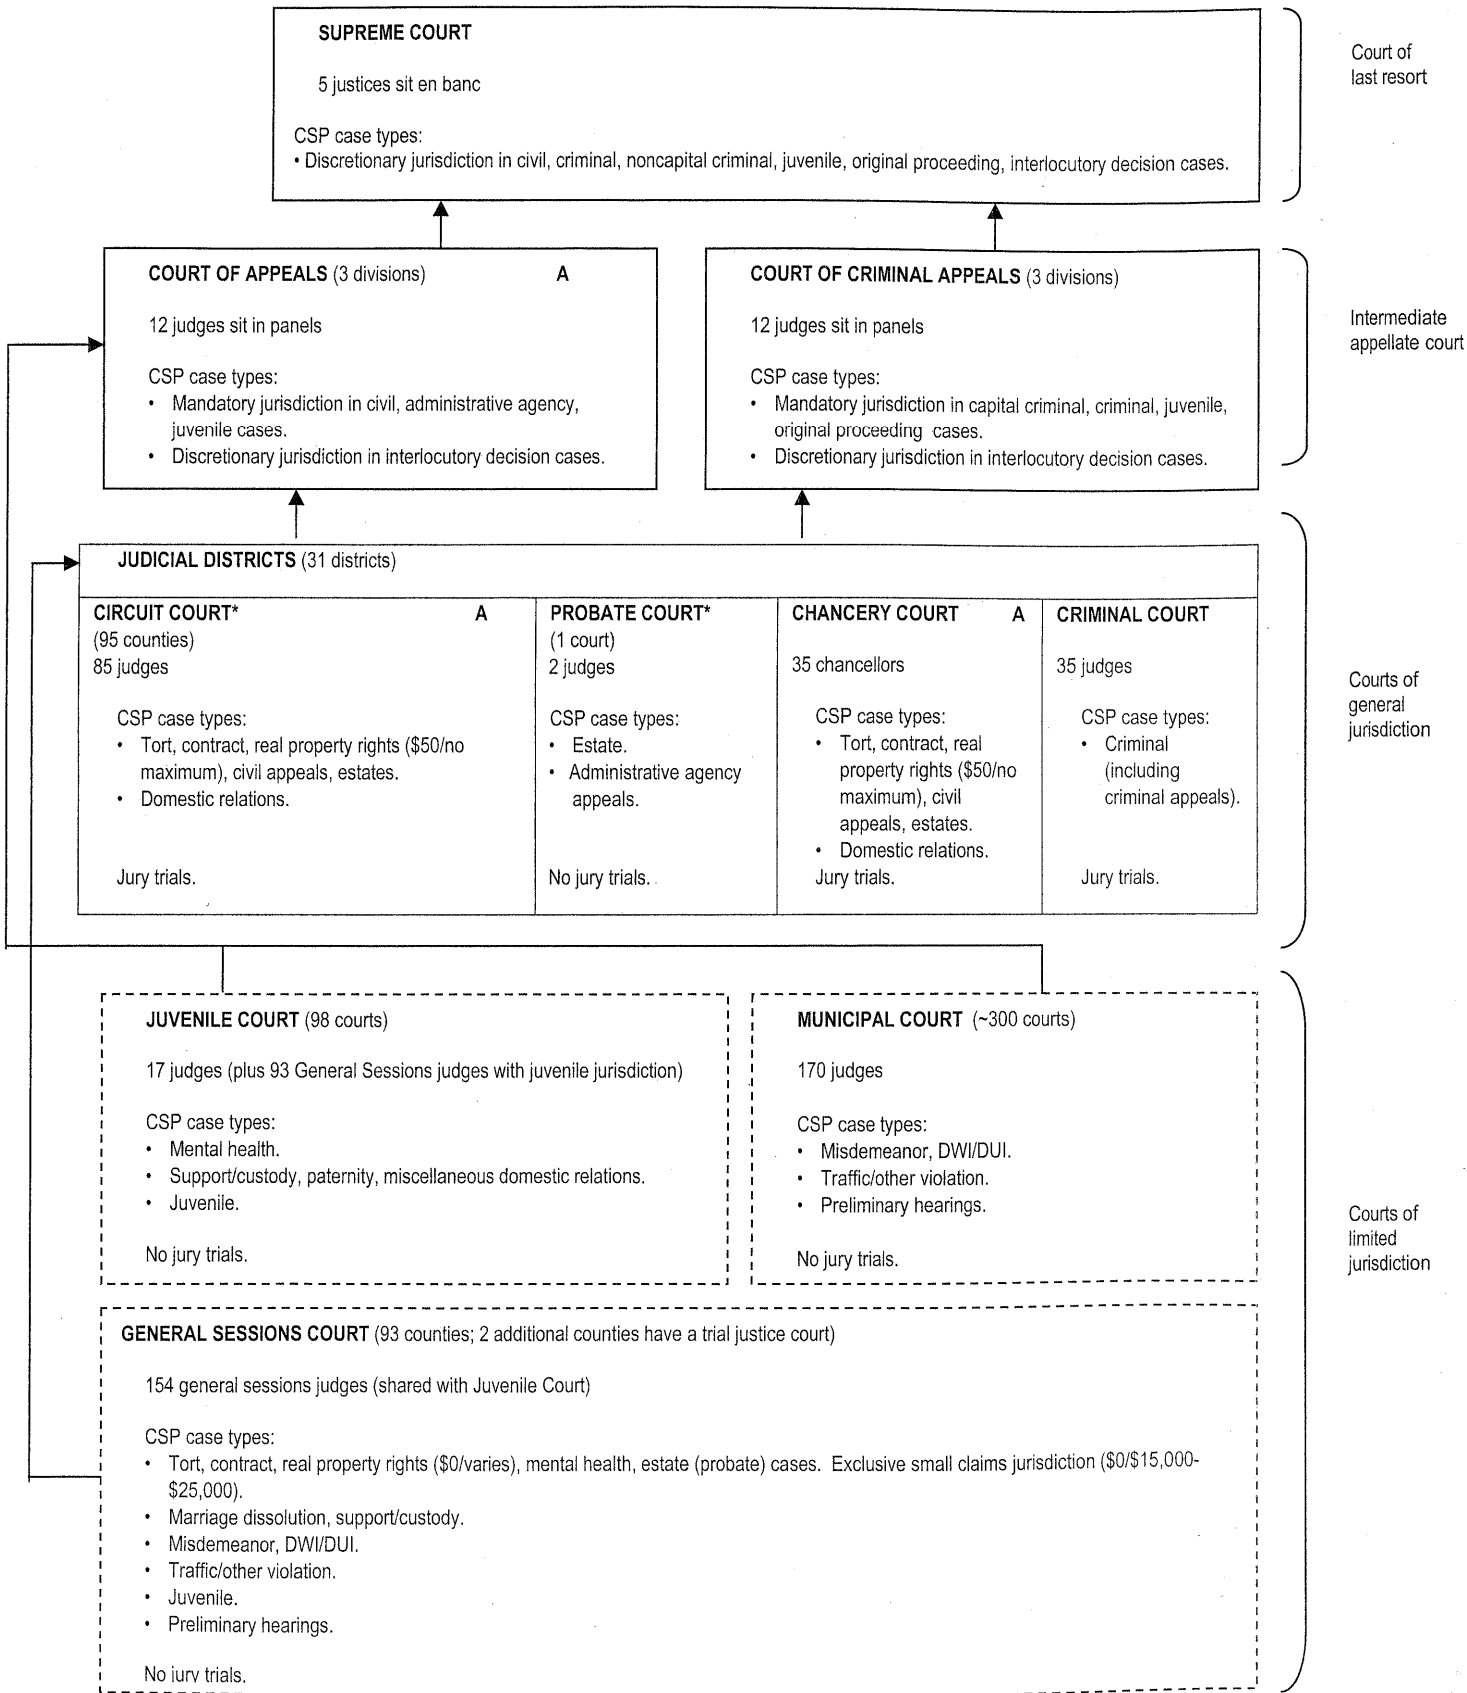 SUPREME COURT
5 justices sit en banc
CSP case types:
• Discretionary jurisdiction in civil, criminal, noncapital criminal, juvenile, original proceeding, interlocutory decision cases.
Court of
last resort
COURT OF APPEALS (3 divisions) A
12 judges sit in panels
CSP case types:
• Mandatory jurisdiction in civil, administrative agency,
juvenile cases.
• Discretionary jurisdiction in interlocutory decision cases.
COURT OF CRIMINAL APPEALS (3 divisions)
12 judges sit in panels
CSP case types:
• Mandatory jurisdiction in capital criminal, criminal, juvenile,
original proceeding cases.
• Discretionary jurisdiction in interlocutory decision cases.
Intermediate
appellate court
JUDICIAL DISTRICTS (31 districts)
CIRCUIT COURT* A
(95 counties)
85 judges
CSP case types:
• Tort, contract, real property rights ($50/no
maximum), civil appeals, estates.
• Domestic relations.
Jury trials.
PROBATE COURT*
(1 court)
2 judges
CSP case types:
• Estate.
• Administrative agency
appeals.
No jury trials.
CHANCERY COURT A
35 chancellors
CSP case types:
• Tort, contract, real
property rights ($50/no
maximum), civil
appeals, estates.
• Domestic relations.
Jury trials.
CRIMINAL COURT
35 judges
CSP case types:
• Criminal
(including
criminal appeals).
Jury trials.
Courts of
general
jurisdiction
JUVENILE COURT (98 courts)
17 judges (plus 93 General Sessions judges with juvenile jurisdiction)
CSP case types:
• Mental health.
• Support/custody, paternity, miscellaneous domestic relations.
• Juvenile.
No jury trials.
MUNICIPAL COURT (~300 courts)
170 judges
CSP case types:
• Misdemeanor, DWI/DUI.
• Traffic/other violation.
• Preliminary hearings.
No jury trials.
GENERAL SESSIONS COURT (93 counties; 2 additional counties have a trial justice court)
154 general sessions judges (shared with Juvenile Court)
CSP case types:
• Tort, contract, real property rights ($0/varies), mental health, estate (probate) cases. Exclusive small claims jurisdiction ($0/$15,000-
$25,000).
• Marriage dissolution, support/custody.
• Misdemeanor, DWI/DUI.
• Traffic/other violation.
• Juvenile.
• Preliminary hearings.
No jury trials.
Courts of
limited
jurisdiction